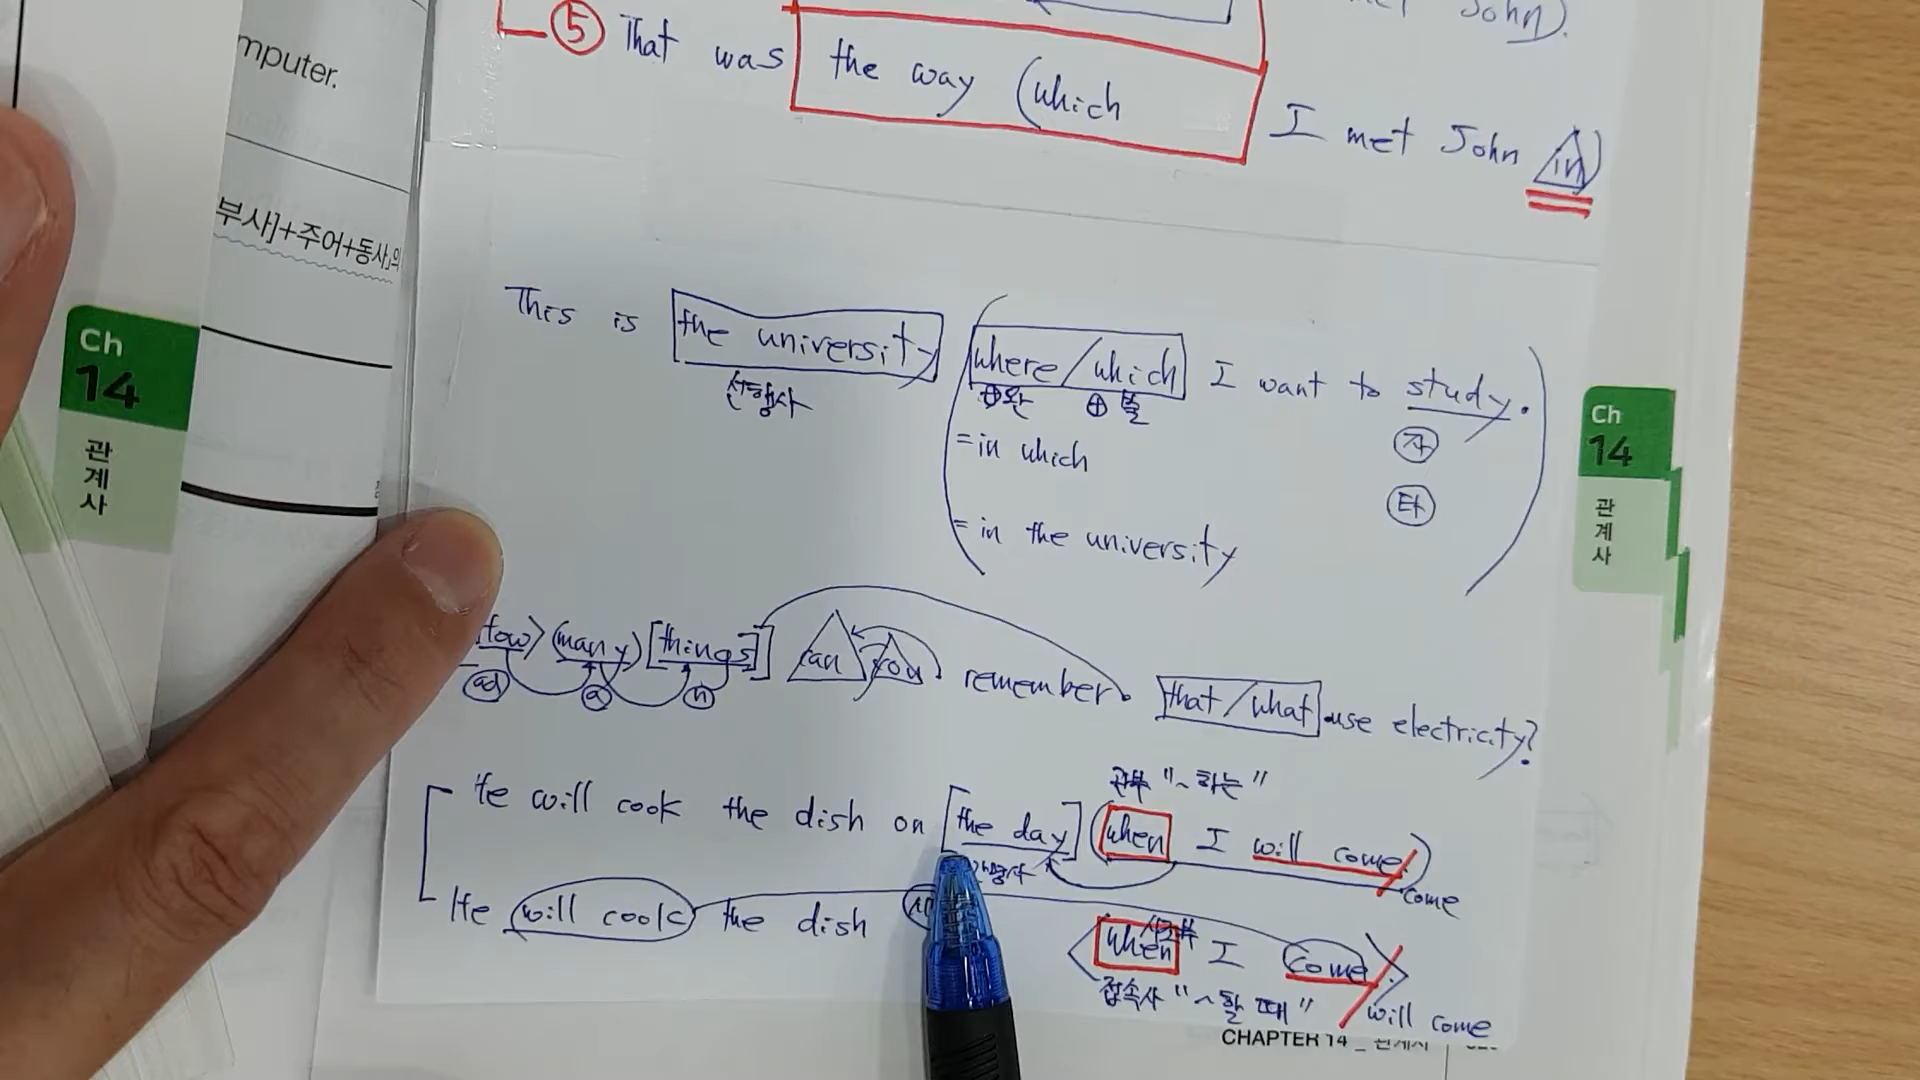 John).
⑤ That was the way (which I met John in)
mputer.
부사]+주어+동사」의
Ch
14
관
계
사
This is the university (where/which I want to study.
선행사
⊕완 ⊕불
자
= in which
타
= in the university
Ch
14
관
계
사
(many) [things] can you remember. that/what use electricity?
ad a n
관부 "~하는"
He will cook the dish on [the day] (when I will come.)
come
He will cook the dish <when I come.>
접속사 "~할 때"
will come
CHAPTER 14 _ 관계사